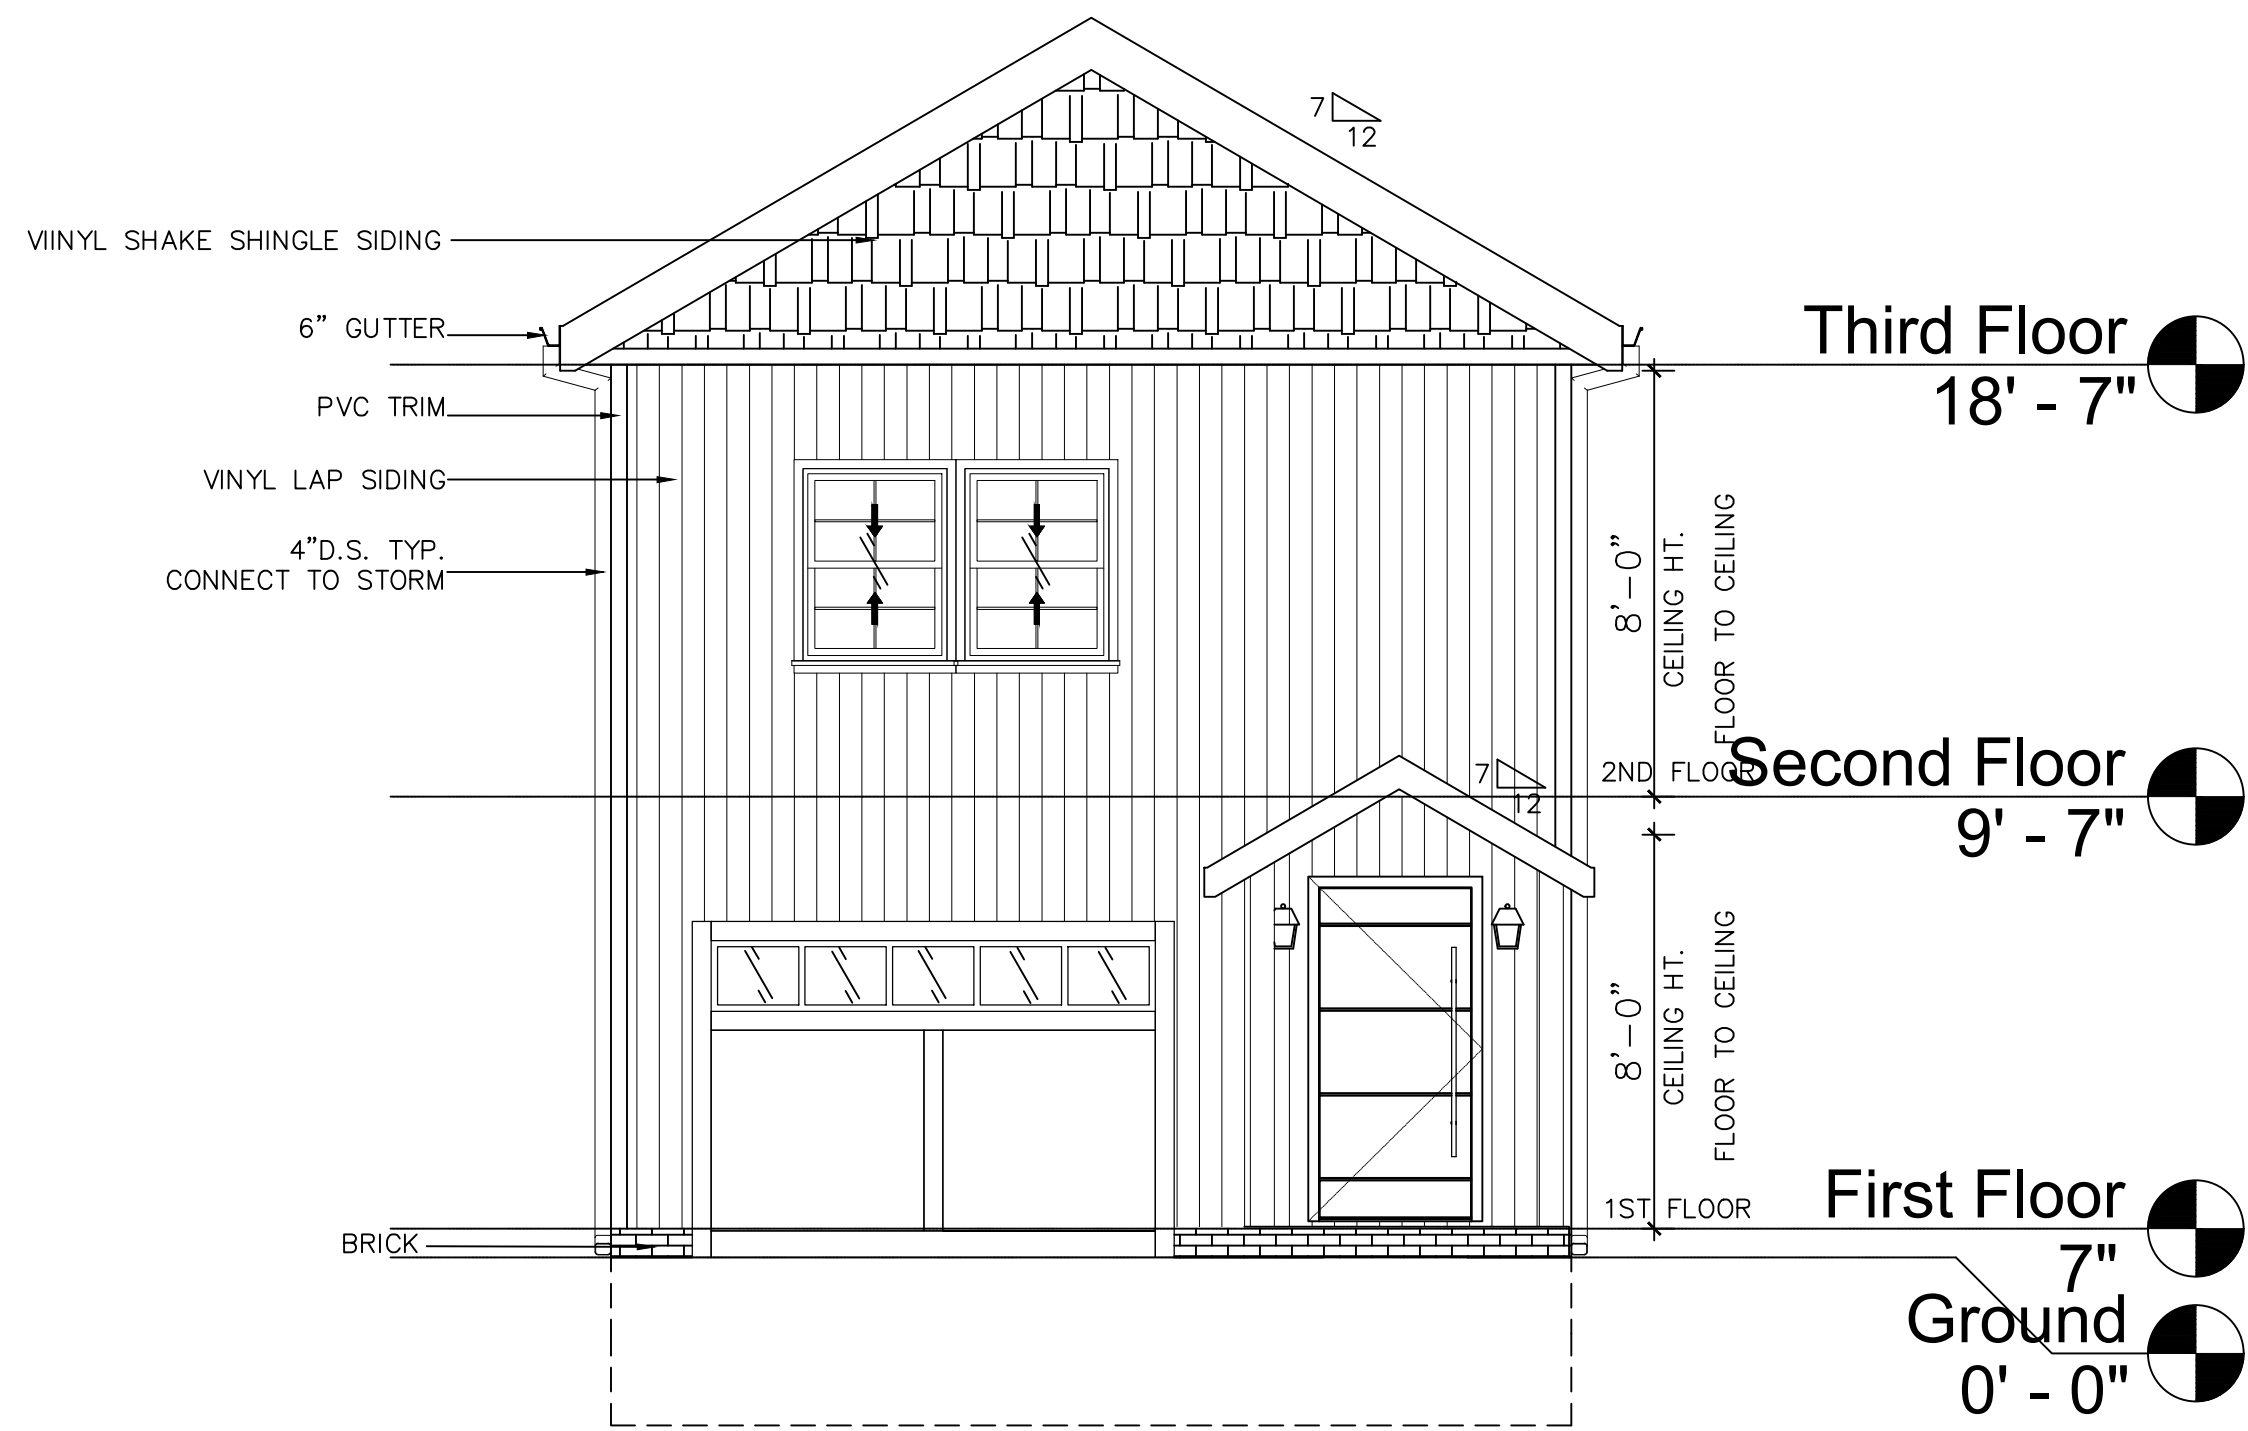 7
12
VIINYL SHAKE SHINGLE SIDING
6” GUTTER
Third Floor
18' - 7"
PVC TRIM
VINYL LAP SIDING
4”D.S. TYP.
CONNECT TO STORM
8’–0”
CEILING HT.
FLOOR TO CEILING
7
12
2ND FLOOR
Second Floor
9' - 7"
8’–0”
CEILING HT.
FLOOR TO CEILING
1ST FLOOR
First Floor
7"
BRICK
Ground
0' - 0"